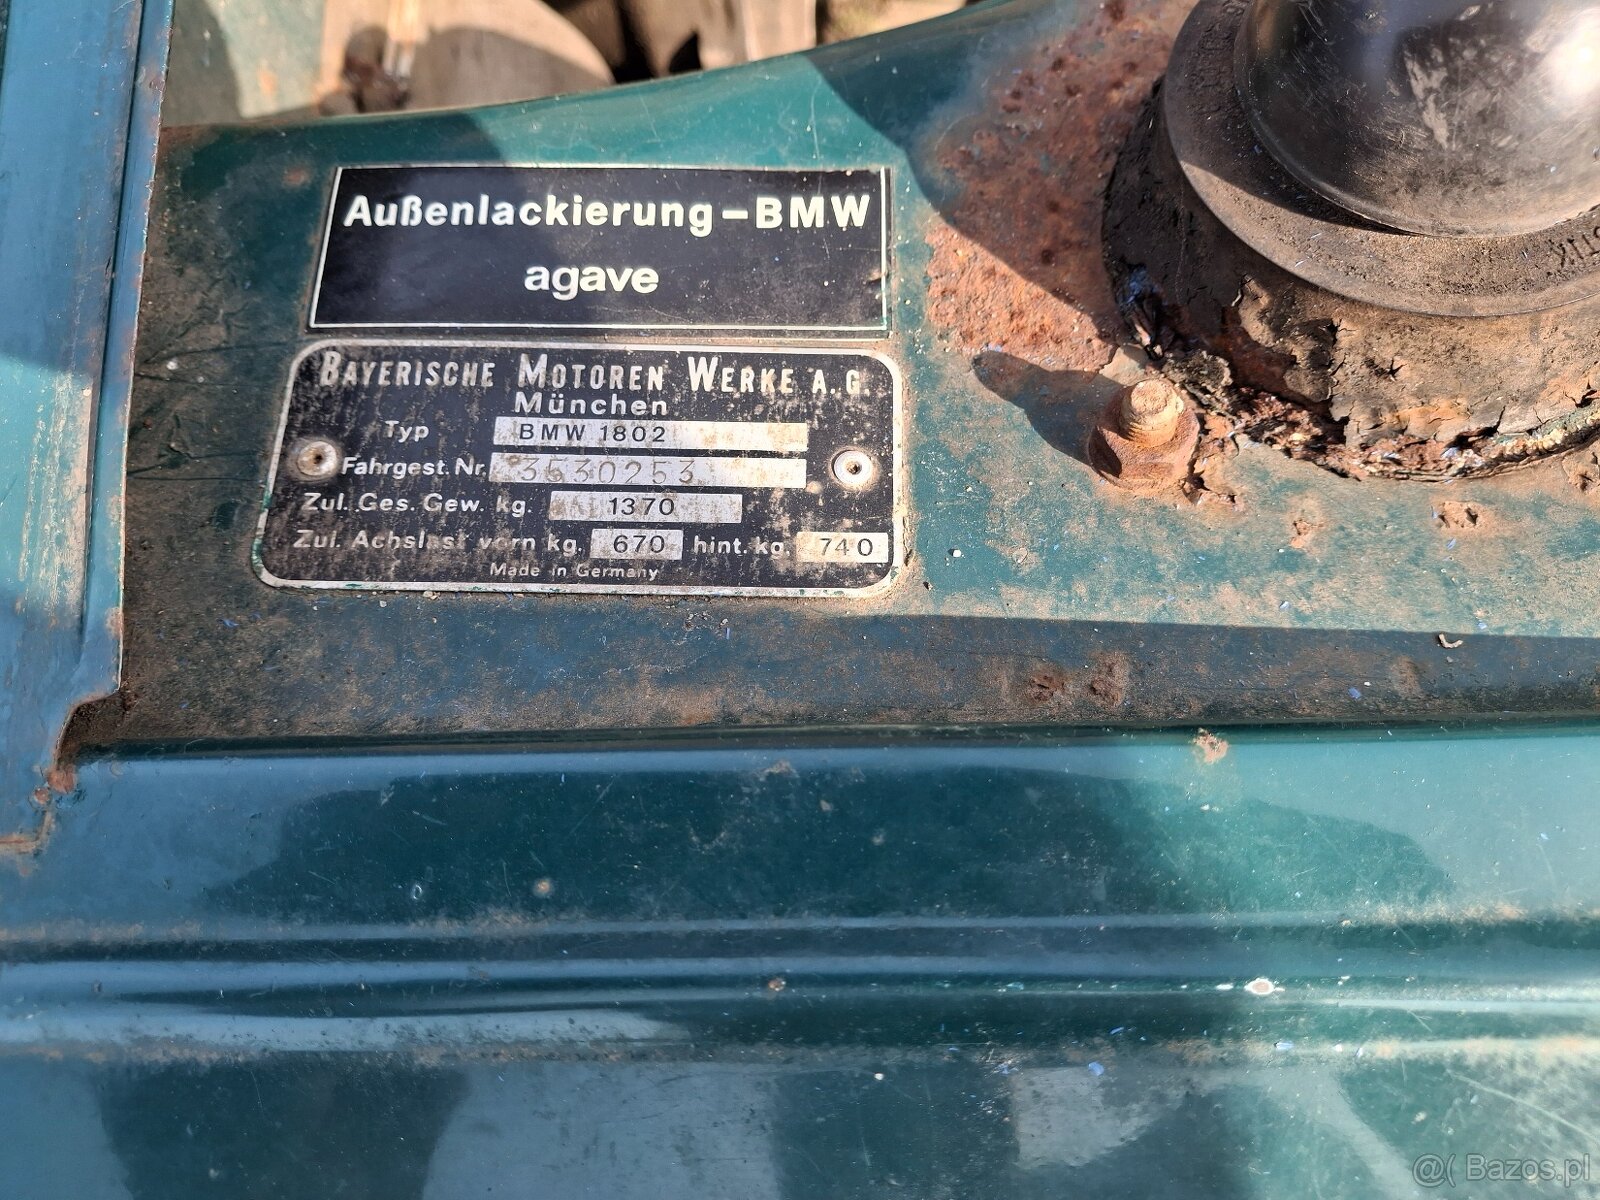 Außenlackierung-BMW
agave
BAYERISCHE MOTOREN WERKE A.G.
München
Typ BMW 1802
Fahrgest. Nr. 3630253
Zul. Ges. Gew. kg. 1370
Zul. Achslast vorn kg. 670 hint. kg. 740
Made in Germany
@( Bazos.pl